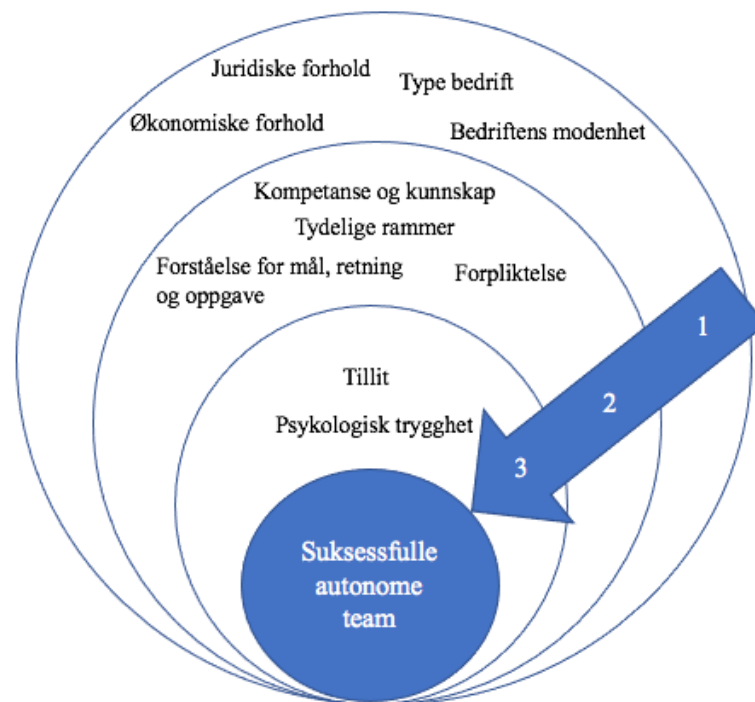 Juridiske forhold
Type bedrift
Økonomiske forhold
Bedriftens modenhet
Kompetanse og kunnskap
Tydelige rammer
Forståelse for mål, retning
og oppgave
Forpliktelse
1
2
Tillit
Psykologisk trygghet
3
Suksessfulle
autonome
team